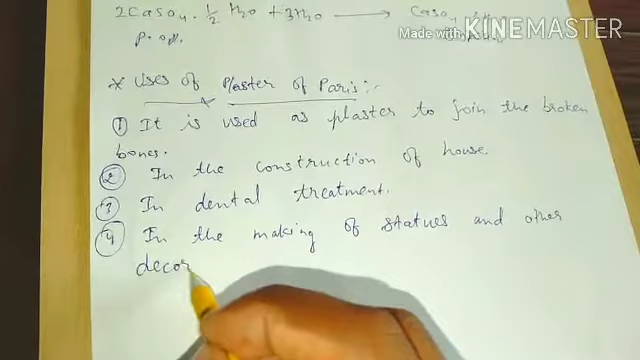 2CaSO4 . 1/2 H2O + 3H2O → CaSO4
P.O.P.
Made with KINEMASTER
* Uses of Plaster of Paris :-
① It is used as plaster to join the broken
bones.
② In the construction of house
③ In dental treatment.
④ In the making of statues and other
decor